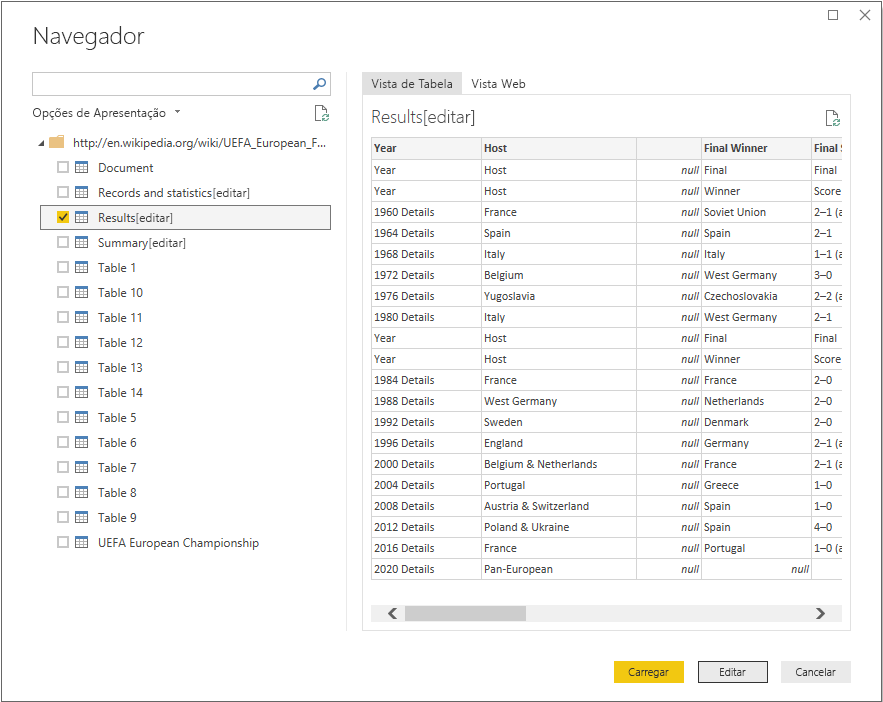 Navegador
Opções de Apresentação
http://en.wikipedia.org/wiki/UEFA_European_F...
Document
Records and statistics[editar]
Results[editar]
Summary[editar]
Table 1
Table 10
Table 11
Table 12
Table 13
Table 14
Table 5
Table 6
Table 7
Table 8
Table 9
UEFA European Championship
Vista de Tabela Vista Web
Results[editar]
Year Host Final Winner Final S
Year Host null Final Final
Year Host null Winner Score
1960 Details France null Soviet Union 2–1 (a
1964 Details Spain null Spain 2–1
1968 Details Italy null Italy 1–1 (a
1972 Details Belgium null West Germany 3–0
1976 Details Yugoslavia null Czechoslovakia 2–2 (a
1980 Details Italy null West Germany 2–1
Year Host null Final Final
Year Host null Winner Score
1984 Details France null France 2–0
1988 Details West Germany null Netherlands 2–0
1992 Details Sweden null Denmark 2–0
1996 Details England null Germany 2–1 (a
2000 Details Belgium & Netherlands null France 2–1 (a
2004 Details Portugal null Greece 1–0
2008 Details Austria & Switzerland null Spain 1–0
2012 Details Poland & Ukraine null Spain 4–0
2016 Details France null Portugal 1–0 (a
2020 Details Pan-European null null
Carregar Editar Cancelar